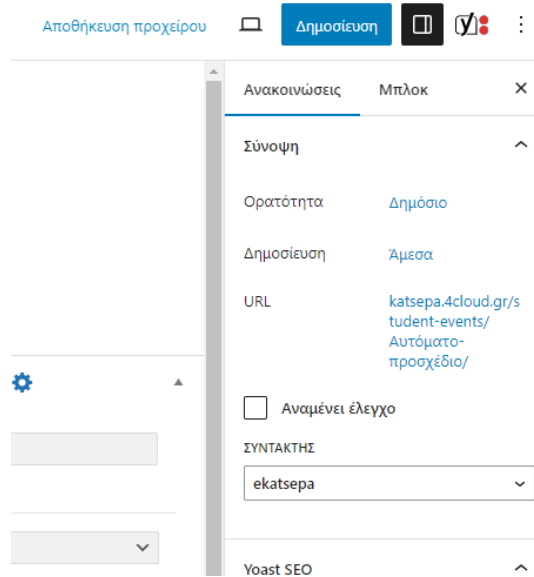 Αποθήκευση προχείρου
Δημοσίευση
Ανακοινώσεις Μπλοκ
Σύνοψη
Ορατότητα Δημόσιο
Δημοσίευση Άμεσα
URL katsepa.4cloud.gr/s
tudent-events/
Αυτόματο-
προσχέδιο/
Αναμένει έλεγχο
ΣΥΝΤΑΚΤΗΣ
ekatsepa
Yoast SEO